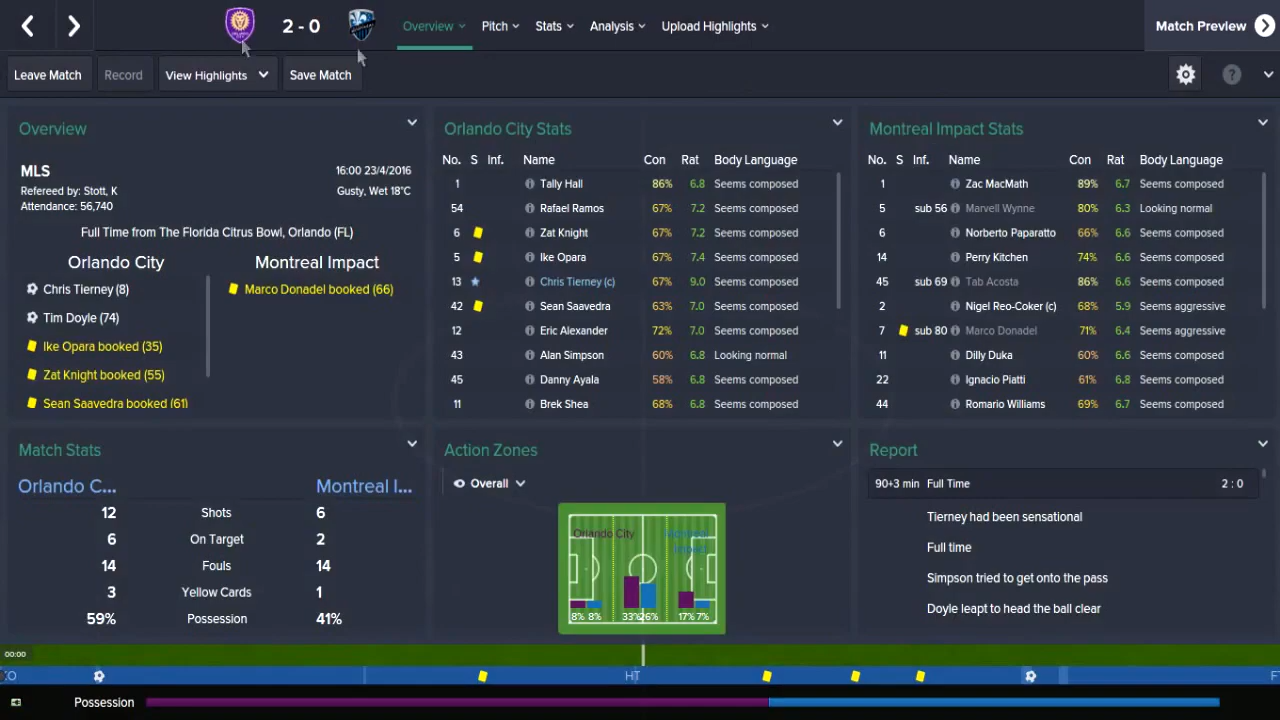 2 - 0
Overview
Pitch
Stats
Analysis
Upload Highlights
Match Preview
Leave Match
Record
View Highlights
Save Match
?
Overview
MLS
16:00 23/4/2016
Refereed by: Stott, K
Gusty, Wet 18°C
Attendance: 56,740
Full Time from The Florida Citrus Bowl, Orlando (FL)
Orlando City
Montreal Impact
Chris Tierney (8)
Marco Donadel booked (66)
Tim Doyle (74)
Ike Opara booked (35)
Zat Knight booked (55)
Sean Saavedra booked (61)
Orlando City Stats
No. S Inf. Name Con Rat Body Language
1 Tally Hall 86% 6.8 Seems composed
54 Rafael Ramos 67% 7.2 Seems composed
6 Zat Knight 67% 7.2 Seems composed
5 Ike Opara 67% 7.4 Seems composed
13 Chris Tierney (c) 67% 9.0 Seems composed
42 Sean Saavedra 63% 7.0 Seems composed
12 Eric Alexander 72% 7.0 Seems composed
43 Alan Simpson 60% 6.8 Looking normal
45 Danny Ayala 58% 6.8 Seems composed
11 Brek Shea 68% 6.8 Seems composed
Montreal Impact Stats
No. S Inf. Name Con Rat Body Language
1 Zac MacMath 89% 6.7 Seems composed
5 sub 56 Marvell Wynne 80% 6.3 Looking normal
6 Norberto Paparatto 66% 6.6 Seems composed
14 Perry Kitchen 74% 6.6 Seems composed
45 sub 69 Tab Acosta 86% 6.6 Seems composed
2 Nigel Reo-Coker (c) 68% 5.9 Seems aggressive
7 sub 80 Marco Donadel 71% 6.4 Seems aggressive
11 Dilly Duka 60% 6.6 Seems composed
22 Ignacio Piatti 61% 6.8 Seems composed
44 Romario Williams 69% 6.7 Seems composed
Match Stats
Orlando C... Montreal I...
12 Shots 6
6 On Target 2
14 Fouls 14
3 Yellow Cards 1
59% Possession 41%
Action Zones
Overall
Orlando City
Montreal
Impact
8% 8% 33% 26% 17% 7%
Report
90+3 min Full Time 2 : 0
Tierney had been sensational
Full time
Simpson tried to get onto the pass
Doyle leapt to head the ball clear
00:00
HT
Possession